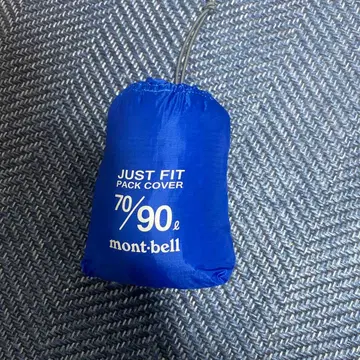 JUST FIT
PACK COVER
70/90ℓ
mont-bell